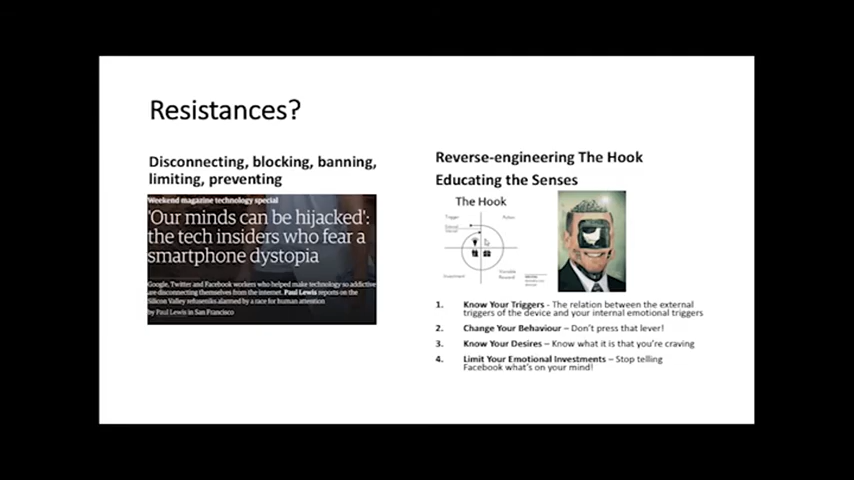 Resistances?
Disconnecting, blocking, banning,
limiting, preventing
Weekend magazine technology special
'Our minds can be hijacked':
the tech insiders who fear a
smartphone dystopia
Google, Twitter and Facebook workers who helped make technology so addictive
are disconnecting themselves from the internet. Paul Lewis reports on the
Silicon Valley refuseniks alarmed by a race for human attention
by Paul Lewis in San Francisco
Reverse-engineering The Hook
Educating the Senses
The Hook
Trigger
Action
External
Internal
Investment
Variable
Reward
1. Know Your Triggers - The relation between the external
triggers of the device and your internal emotional triggers
2. Change Your Behaviour – Don't press that lever!
3. Know Your Desires – Know what it is that you're craving
4. Limit Your Emotional Investments – Stop telling
Facebook what's on your mind!